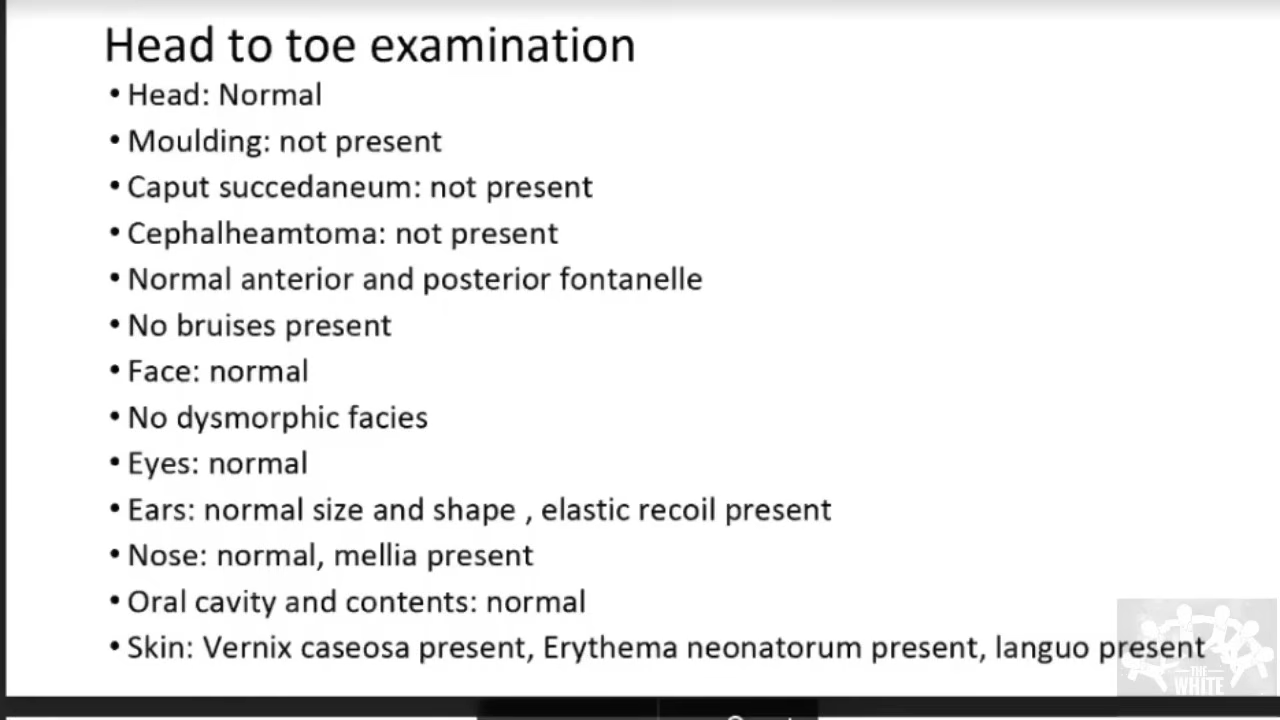 Head to toe examination
• Head: Normal
• Moulding: not present
• Caput succedaneum: not present
• Cephalheamtoma: not present
• Normal anterior and posterior fontanelle
• No bruises present
• Face: normal
• No dysmorphic facies
• Eyes: normal
• Ears: normal size and shape , elastic recoil present
• Nose: normal, mellia present
• Oral cavity and contents: normal
• Skin: Vernix caseosa present, Erythema neonatorum present, languo present
THE
WHITE